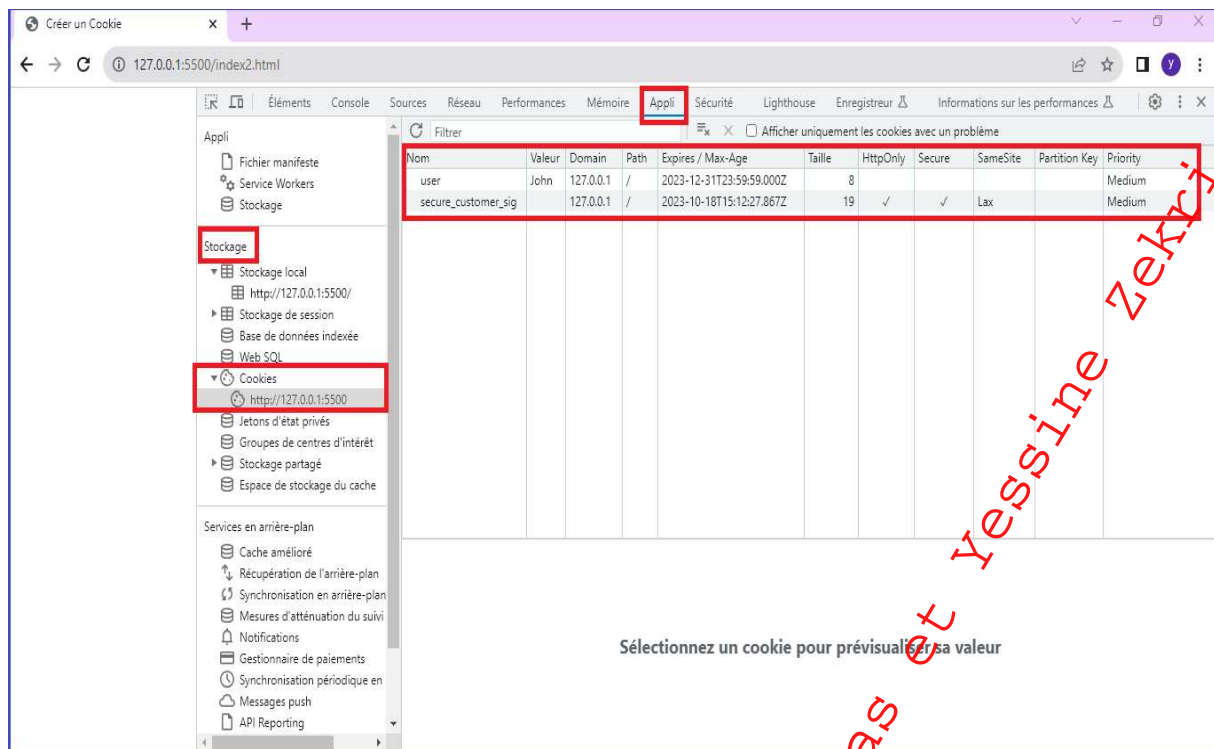 Créer un Cookie
127.0.0.1:5500/index2.html
y
Éléments Console Sources Réseau Performances Mémoire Appli Sécurité Lighthouse Enregistreur Informations sur les performances
Appli
Fichier manifeste
Service Workers
Stockage
Stockage
Stockage local
http://127.0.0.1:5500/
Stockage de session
Base de données indexée
Web SQL
Cookies
http://127.0.0.1:5500
Jetons d'état privés
Groupes de centres d'intérêt
Stockage partagé
Espace de stockage du cache
Services en arrière-plan
Cache amélioré
Récupération de l'arrière-plan
Synchronisation en arrière-plan
Mesures d'atténuation du suivi
Notifications
Gestionnaire de paiements
Synchronisation périodique en
Messages push
API Reporting
Filtrer Afficher uniquement les cookies avec un problème
Nom Valeur Domain Path Expires / Max-Age Taille HttpOnly Secure SameSite Partition Key Priority
user John 127.0.0.1 / 2023-12-31T23:59:59.000Z 8 Medium
secure_customer_sig 127.0.0.1 / 2023-10-18T15:12:27.867Z 19 ✓ ✓ Lax Medium
Sélectionnez un cookie pour prévisualiser sa valeur
et Yessine Zekri